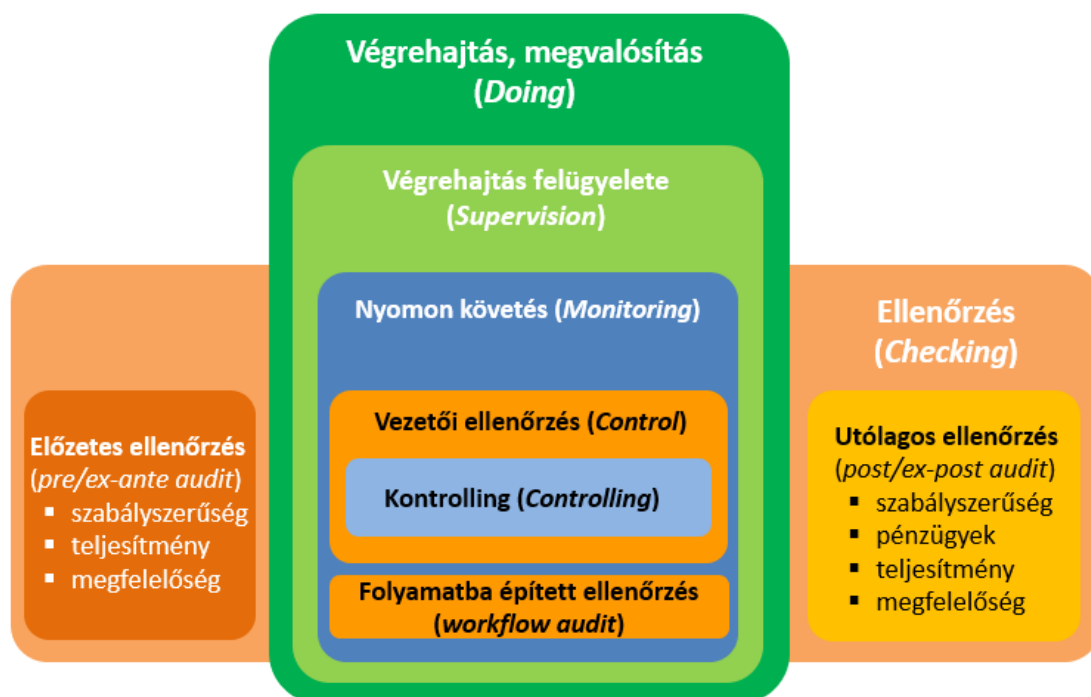 Végrehajtás, megvalósítás
(Doing)
Végrehajtás felügyelete
(Supervision)
Nyomon követés (Monitoring)
Vezetői ellenőrzés (Control)
Kontrolling (Controlling)
Folyamatba épített ellenőrzés
(workflow audit)
Előzetes ellenőrzés
(pre/ex-ante audit)
▪ szabályszerűség
▪ teljesítmény
▪ megfelelőség
Ellenőrzés
(Checking)
Utólagos ellenőrzés
(post/ex-post audit)
▪ szabályszerűség
▪ pénzügyek
▪ teljesítmény
▪ megfelelőség